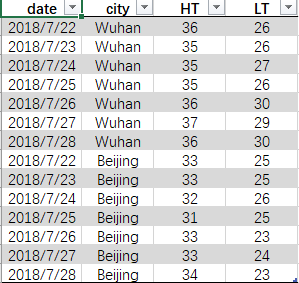 date city HT LT
2018/7/22 Wuhan 36 26
2018/7/23 Wuhan 35 26
2018/7/24 Wuhan 35 27
2018/7/25 Wuhan 35 26
2018/7/26 Wuhan 36 30
2018/7/27 Wuhan 37 29
2018/7/28 Wuhan 36 30
2018/7/22 Beijing 33 25
2018/7/23 Beijing 33 25
2018/7/24 Beijing 32 26
2018/7/25 Beijing 31 25
2018/7/26 Beijing 33 23
2018/7/27 Beijing 33 24
2018/7/28 Beijing 34 23